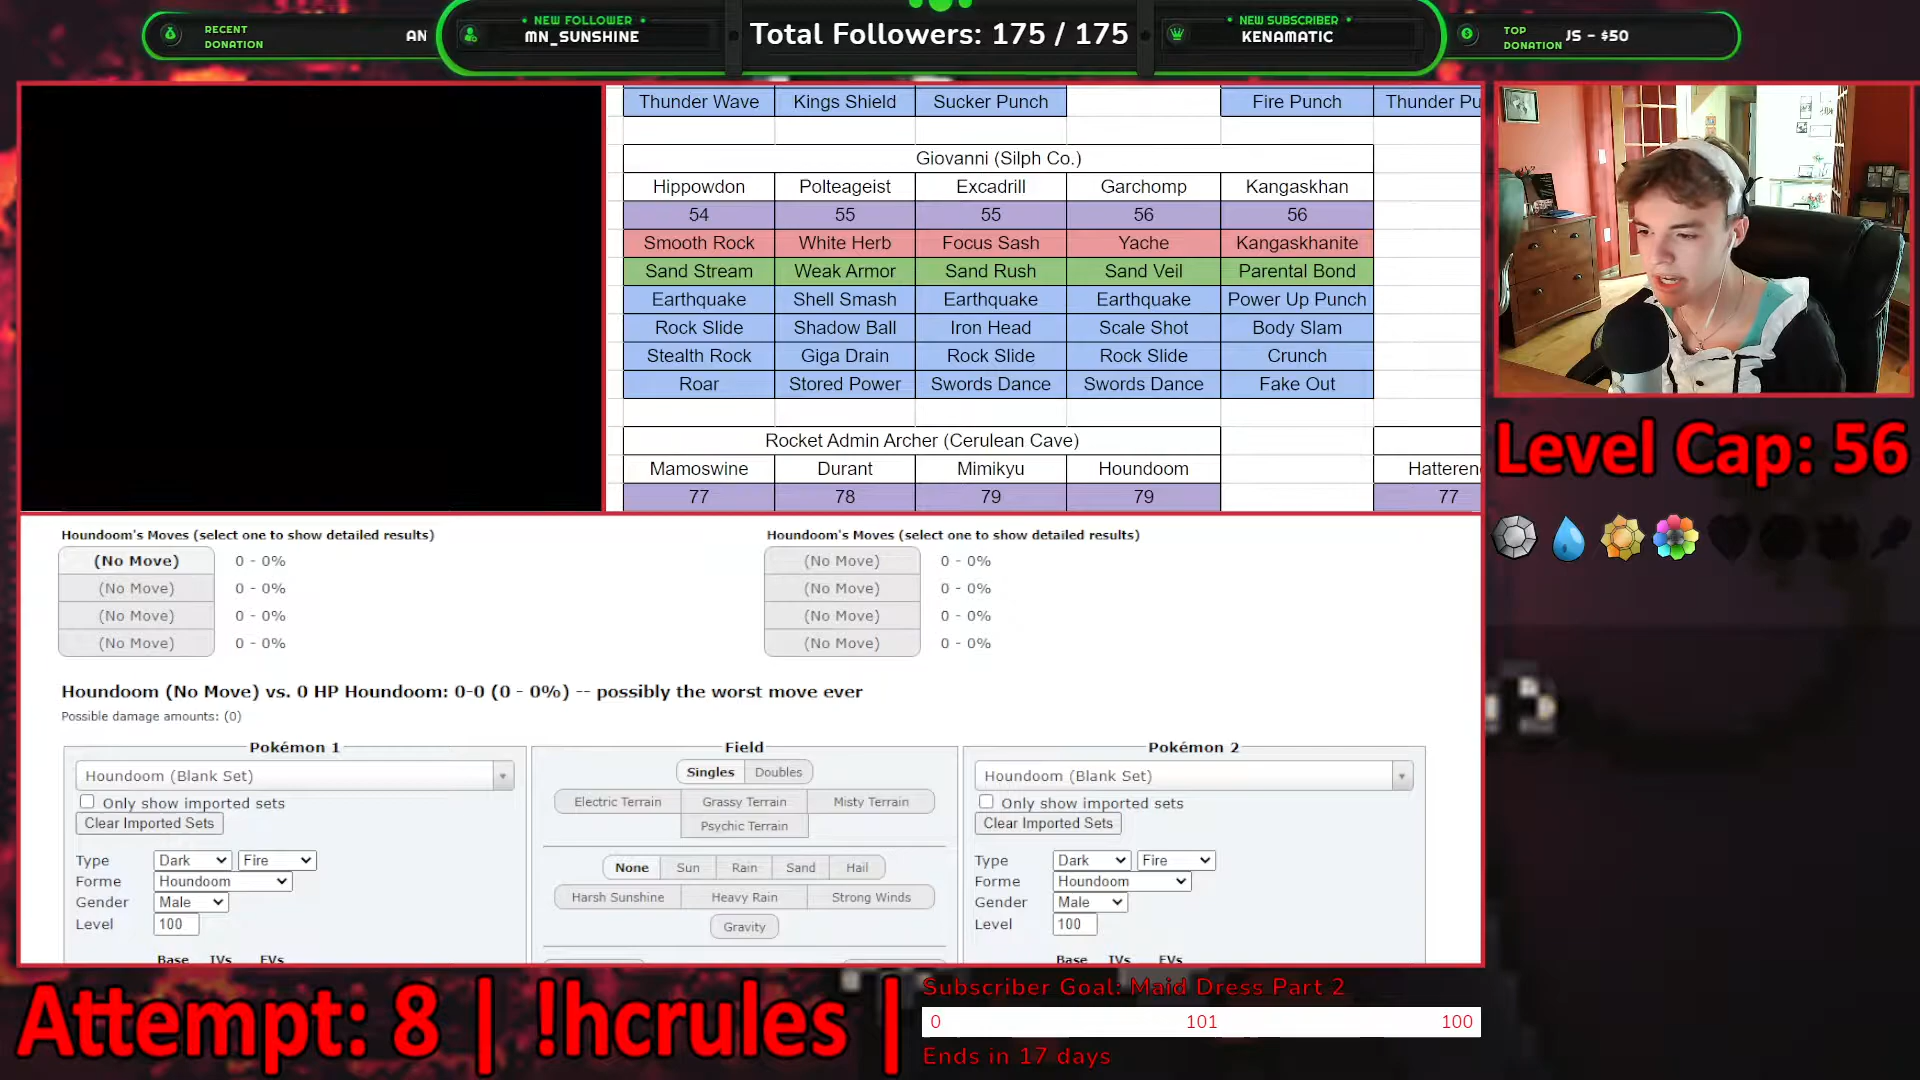 RECENT
DONATION
AN
• NEW FOLLOWER •
MN_SUNSHINE
Total Followers: 175 / 175
• NEW SUBSCRIBER •
KENAMATIC
TOP
DONATION
JS - $50
Thunder Wave Kings Shield Sucker Punch Fire Punch Thunder Pu
Giovanni (Silph Co.)
Hippowdon Polteageist Excadrill Garchomp Kangaskhan
54 55 55 56 56
Smooth Rock White Herb Focus Sash Yache Kangaskhanite
Sand Stream Weak Armor Sand Rush Sand Veil Parental Bond
Earthquake Shell Smash Earthquake Earthquake Power Up Punch
Rock Slide Shadow Ball Iron Head Scale Shot Body Slam
Stealth Rock Giga Drain Rock Slide Rock Slide Crunch
Roar Stored Power Swords Dance Swords Dance Fake Out
Rocket Admin Archer (Cerulean Cave)
Mamoswine Durant Mimikyu Houndoom Hatteren
77 78 79 79 77
Level Cap: 56
Houndoom's Moves (select one to show detailed results)
(No Move) 0 - 0%
(No Move) 0 - 0%
(No Move) 0 - 0%
(No Move) 0 - 0%
Houndoom's Moves (select one to show detailed results)
(No Move) 0 - 0%
(No Move) 0 - 0%
(No Move) 0 - 0%
(No Move) 0 - 0%
Houndoom (No Move) vs. 0 HP Houndoom: 0-0 (0 - 0%) -- possibly the worst move ever
Possible damage amounts: (0)
Pokémon 1
Houndoom (Blank Set)
Only show imported sets
Clear Imported Sets
Type Dark Fire
Forme Houndoom
Gender Male
Level 100
Base IVs EVs
Field
Singles Doubles
Electric Terrain Grassy Terrain Misty Terrain
Psychic Terrain
None Sun Rain Sand Hail
Harsh Sunshine Heavy Rain Strong Winds
Gravity
Pokémon 2
Houndoom (Blank Set)
Only show imported sets
Clear Imported Sets
Type Dark Fire
Forme Houndoom
Gender Male
Level 100
Base IVs EVs
Attempt: 8 | !hcrules |
Subscriber Goal: Maid Dress Part 2
0 101 100
Ends in 17 days